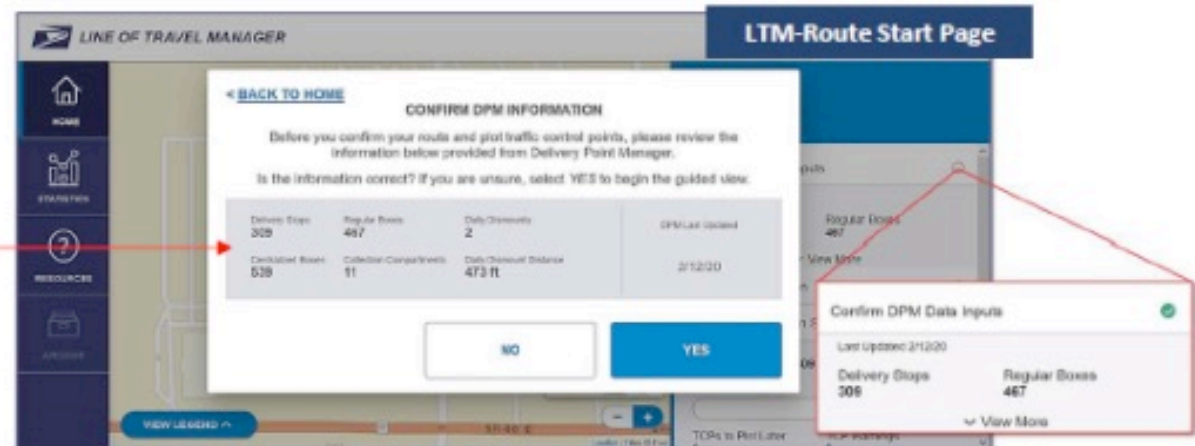 LTM-Route Start Page
LINE OF TRAVEL MANAGER
HOME
STATISTICS
RESOURCES
< BACK TO HOME
CONFIRM DPM INFORMATION
Before you confirm your route and plot traffic control points, please review the
information below provided from Delivery Point Manager.
Is the information correct? If you are unsure, select YES to begin the guided view.
Delivery Stops Regular Boxes Daily Dismounts DPM Last Updated
309 467 2
Centralized Boxes Collection Compartments Daily Dismount Distance 2/12/20
539 11 473 ft
NO YES
VIEW LEGEND
- +
puts
Regular Boxes
467
View More
Confirm DPM Data Inputs
Last Updated 2/12/20
Delivery Stops Regular Boxes
309 467
View More
TCPs to Plot Later TCP Warnings